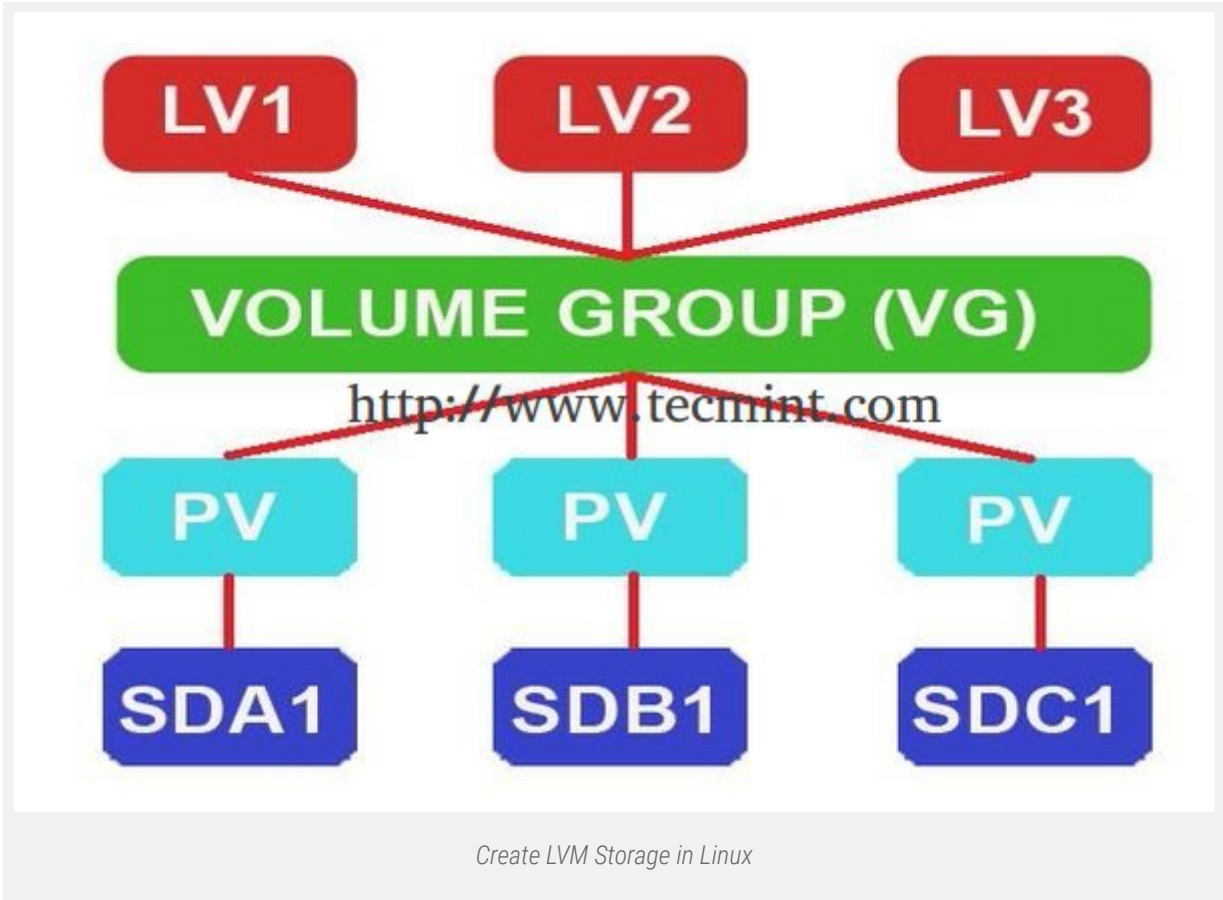 LV1 LV2 LV3
VOLUME GROUP (VG)
http://www.tecmint.com
PV PV PV
SDA1 SDB1 SDC1
Create LVM Storage in Linux